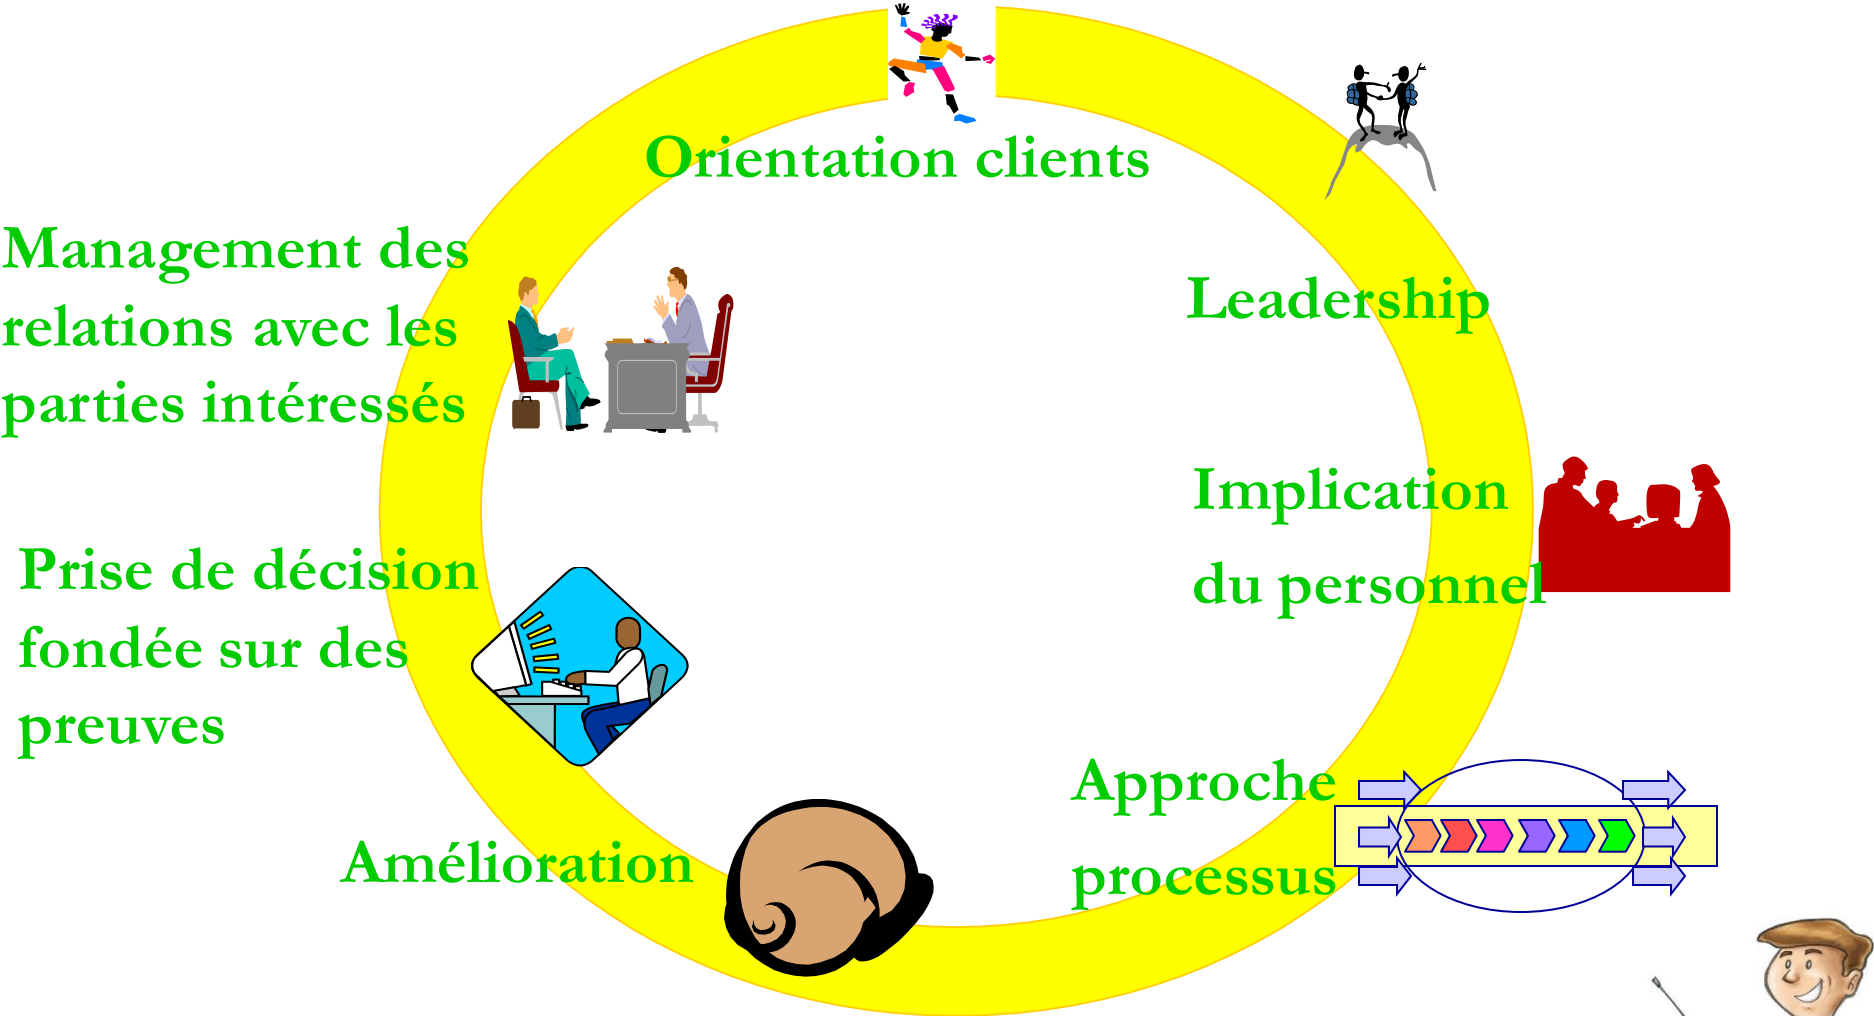 Orientation clients
Leadership
Implication
du personnel
Approche
processus
Amélioration
Prise de décision
fondée sur des
preuves
Management des
relations avec les
parties intéressés